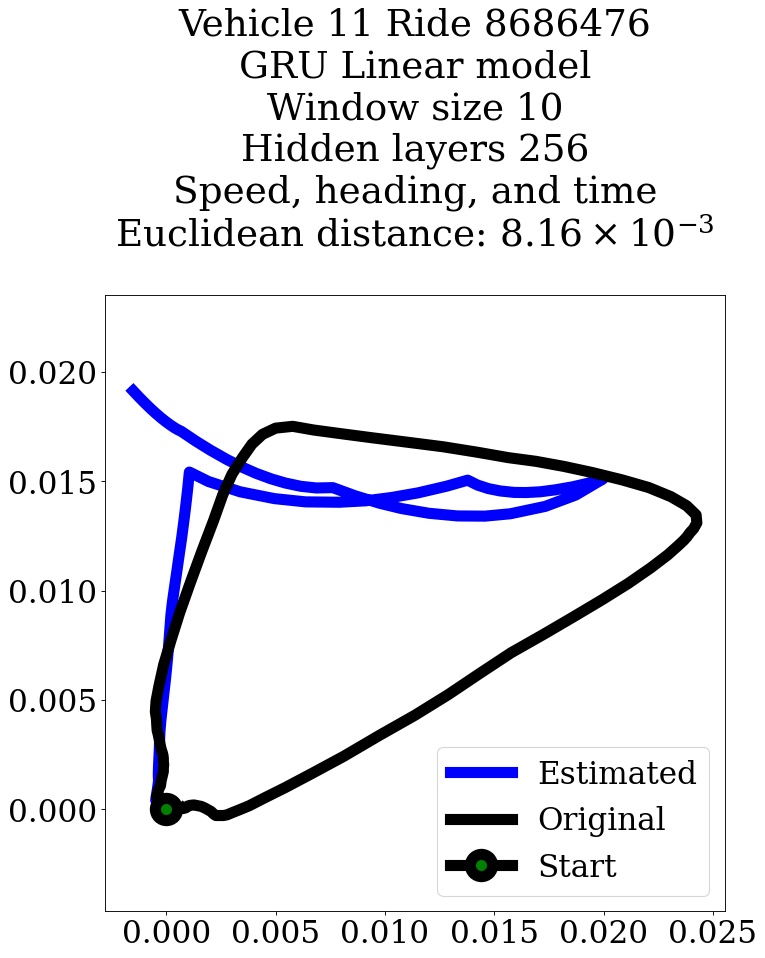 Vehicle 11 Ride 8686476
GRU Linear model
Window size 10
Hidden layers 256
Speed, heading, and time
Euclidean distance: 8.16 × 10⁻³
0.020
0.015
0.010
0.005
0.000
Estimated
Original
Start
0.000 0.005 0.010 0.015 0.020 0.025